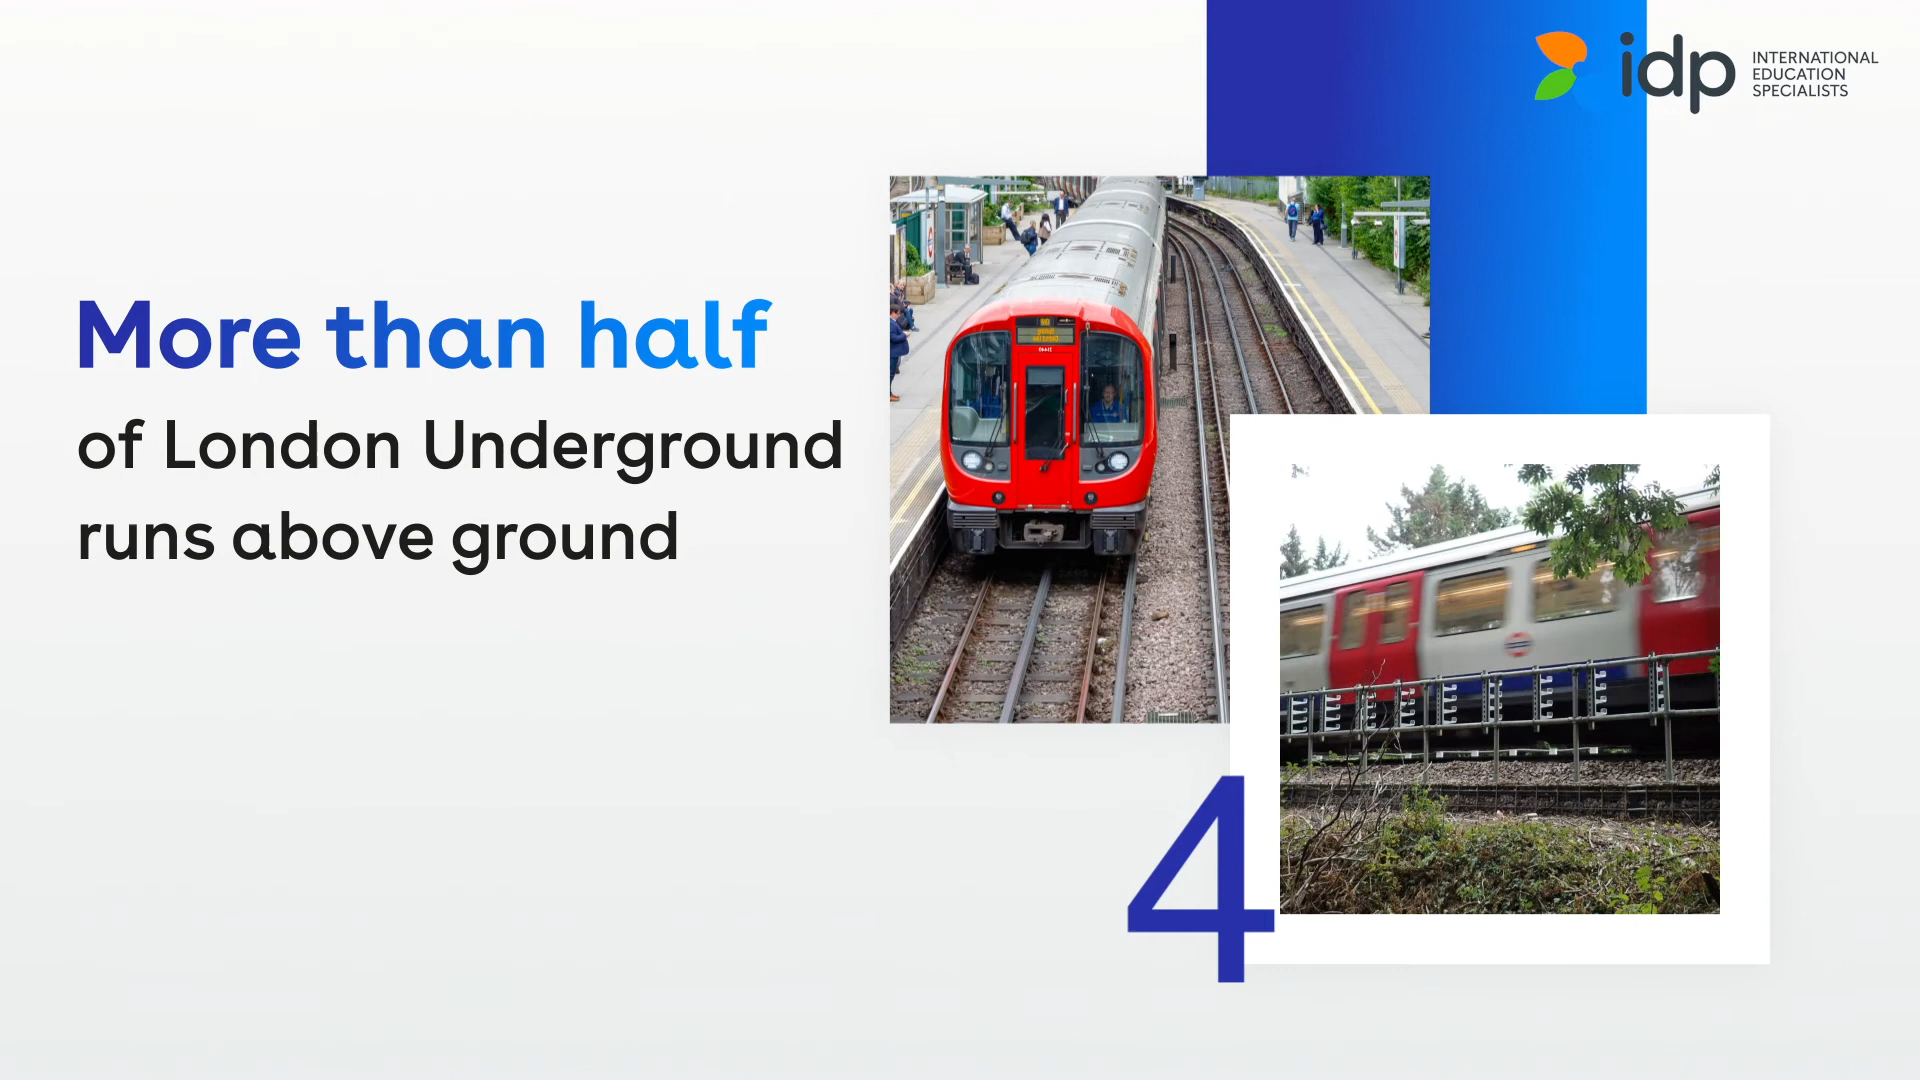 idp INTERNATIONAL
EDUCATION
SPECIALISTS
More than half
of London Underground
runs above ground
4